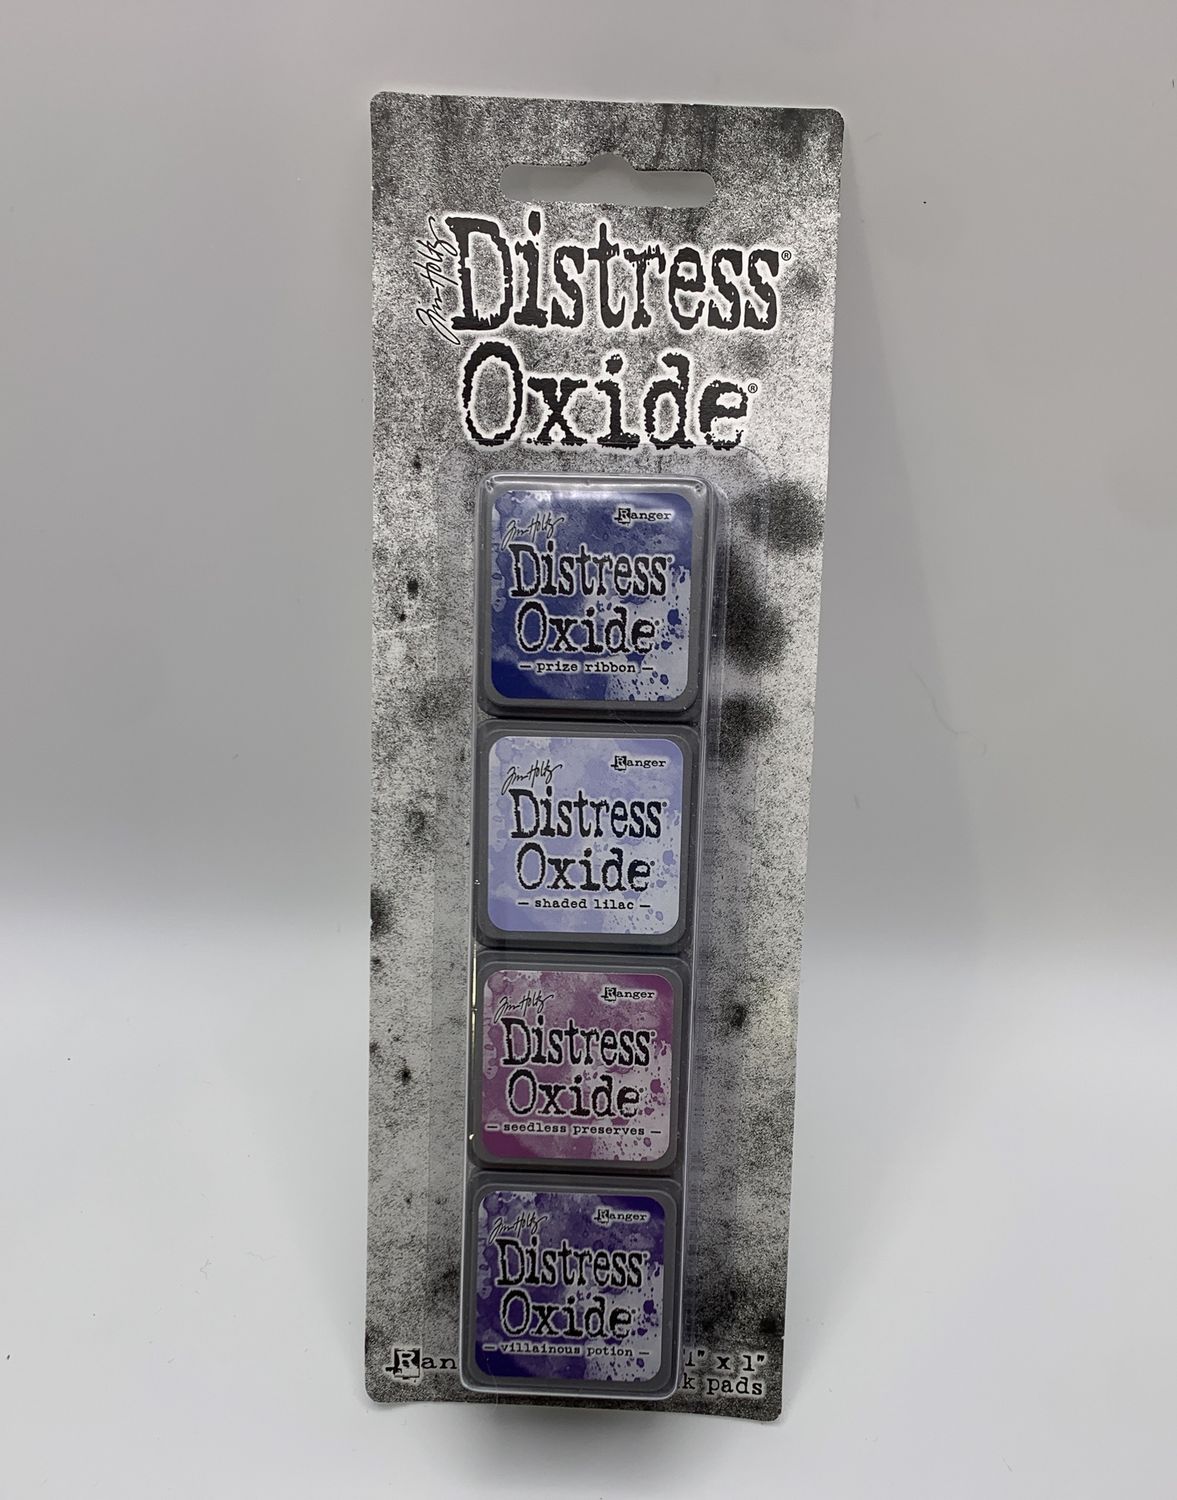 Tim Holtz
Distress®
Oxide®
Tim Holtz
Ranger
Distress®
Oxide®
— prize ribbon —
Tim Holtz
Ranger
Distress®
Oxide®
— shaded lilac —
Tim Holtz
Ranger
Distress®
Oxide®
— seedless preserves —
Tim Holtz
Ranger
Distress®
Oxide®
— villainous potion —
Ran
1" x 1"
k pads